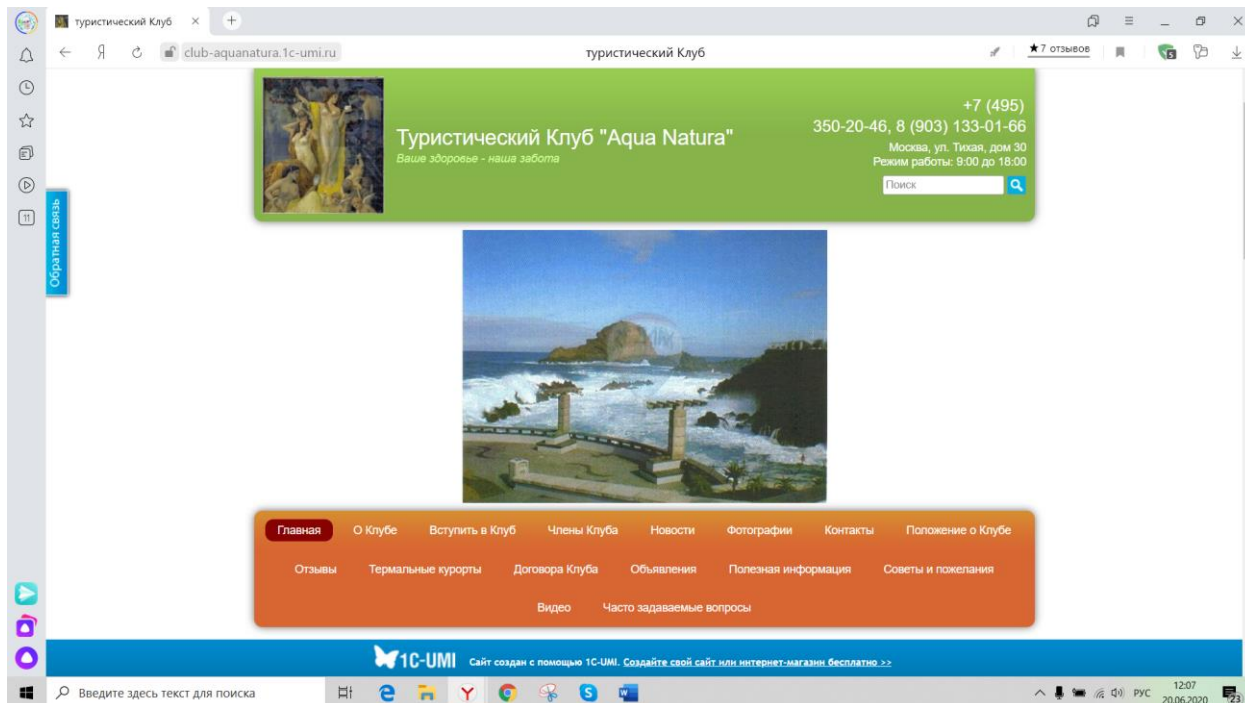 туристический Клуб
club-aquanatura.1c-umi.ru
туристический Клуб
★7 отзывов
11
Обратная связь
Туристический Клуб "Aqua Natura"
Ваше здоровье - наша забота
+7 (495)
350-20-46, 8 (903) 133-01-66
Москва, ул. Тихая, дом 30
Режим работы: 9:00 до 18:00
Поиск
Главная О Клубе Вступить в Клуб Члены Клуба Новости Фотографии Контакты Положение о Клубе
Отзывы Термальные курорты Договора Клуба Объявления Полезная информация Советы и пожелания
Видео Часто задаваемые вопросы
1C-UMI Сайт создан с помощью 1C-UMI. Создайте свой сайт или интернет-магазин бесплатно >>
Введите здесь текст для поиска
РУС
12:07
20.06.2020
23